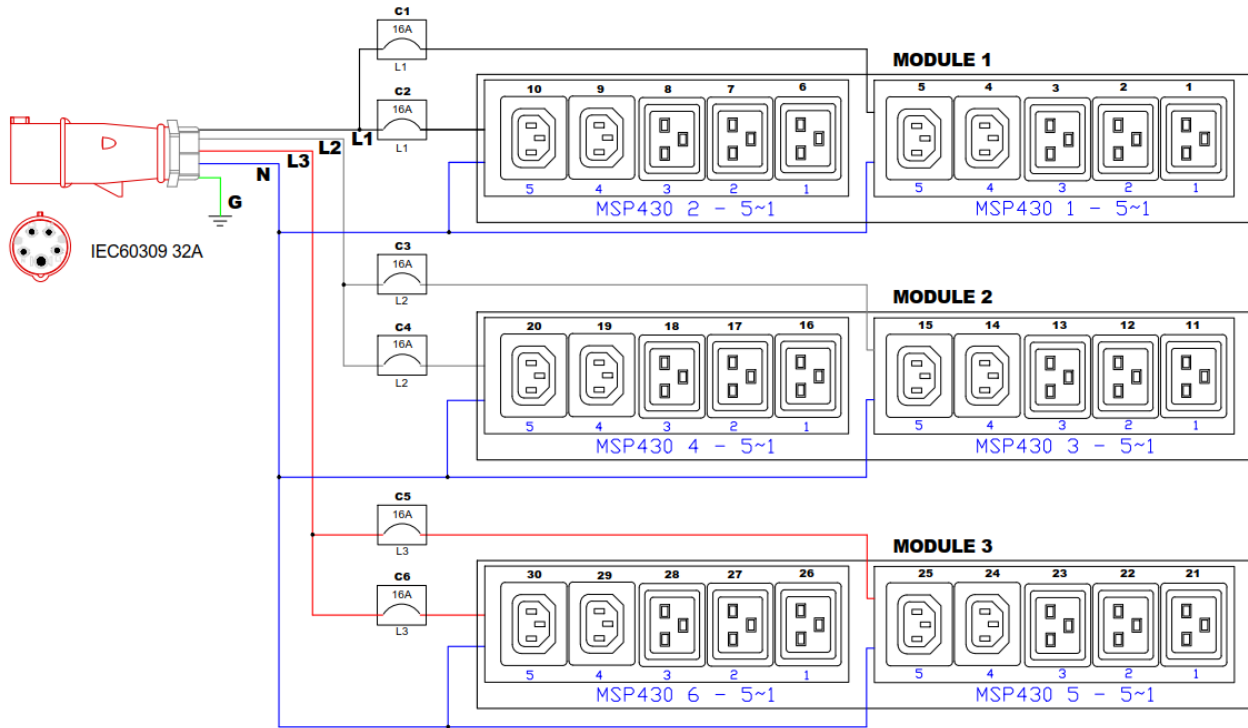 C1
16A
L1
MODULE 1
10 9 8 7 6
5 4 3 2 1
C2
16A
L1
L1
L2
L3
N
G
5 4 3 2 1
MSP430 2 - 5~1
5 4 3 2 1
MSP430 1 - 5~1
IEC60309 32A
C3
16A
L2
MODULE 2
20 19 18 17 16
15 14 13 12 11
C4
16A
L2
5 4 3 2 1
MSP430 4 - 5~1
5 4 3 2 1
MSP430 3 - 5~1
C5
16A
L3
MODULE 3
30 29 28 27 26
25 24 23 22 21
C6
16A
L3
5 4 3 2 1
MSP430 6 - 5~1
5 4 3 2 1
MSP430 5 - 5~1